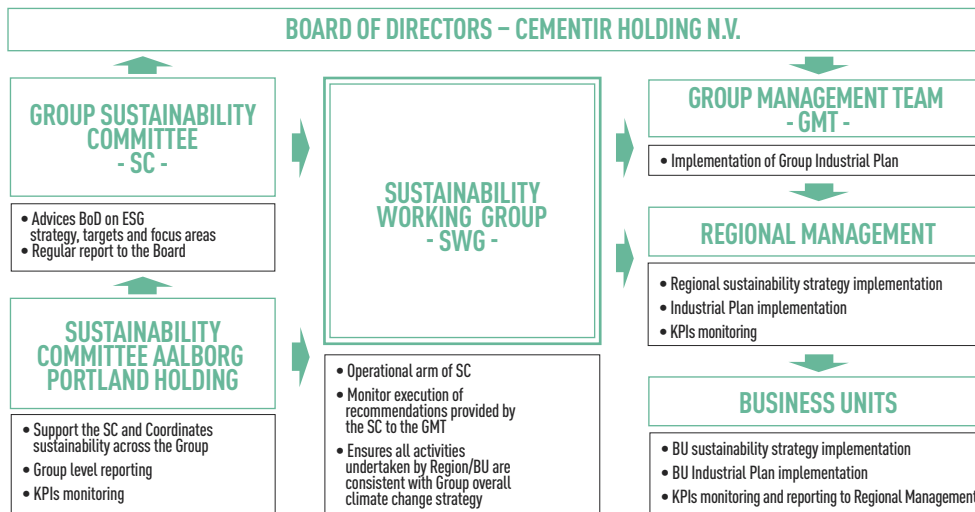 BOARD OF DIRECTORS – CEMENTIR HOLDING N.V.
GROUP SUSTAINABILITY
COMMITTEE
- SC -
• Advices BoD on ESG
strategy, targets and focus areas
• Regular report to the Board
SUSTAINABILITY
COMMITTEE AALBORG
PORTLAND HOLDING
• Support the SC and Coordinates
sustainability across the Group
• Group level reporting
• KPIs monitoring
SUSTAINABILITY
WORKING GROUP
- SWG -
• Operational arm of SC
• Monitor execution of
recommendations provided by
the SC to the GMT
• Ensures all activities
undertaken by Region/BU are
consistent with Group overall
climate change strategy
GROUP MANAGEMENT TEAM
- GMT -
• Implementation of Group Industrial Plan
REGIONAL MANAGEMENT
• Regional sustainability strategy implementation
• Industrial Plan implementation
• KPIs monitoring
BUSINESS UNITS
• BU sustainability strategy implementation
• BU Industrial Plan implementation
• KPIs monitoring and reporting to Regional Management